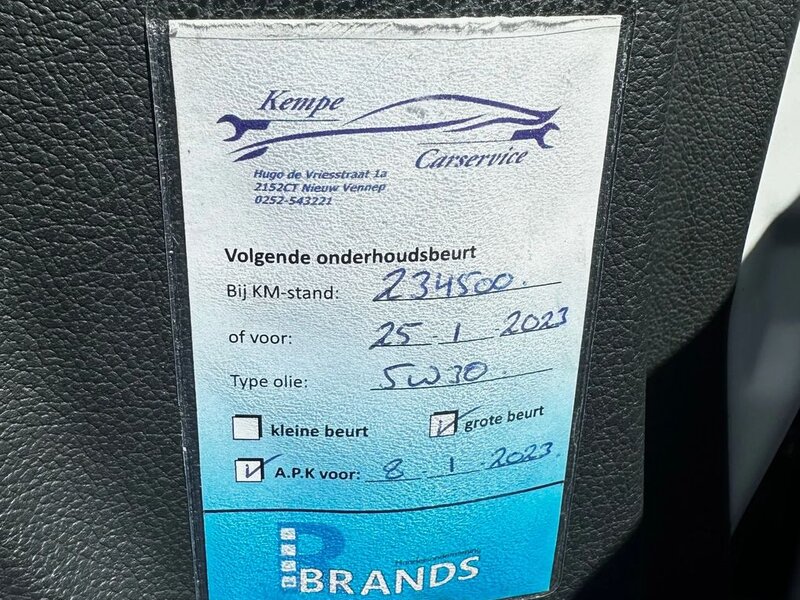 Kempe
Carservice
Hugo de Vriesstraat 1a
2152CT Nieuw Vennep
0252-543221
Volgende onderhoudsbeurt
Bij KM-stand: 234500.
of voor: 25-1-2023
Type olie: 5W30.
kleine beurt
grote beurt
A.P.K voor: 8-1-2023.
BRANDS